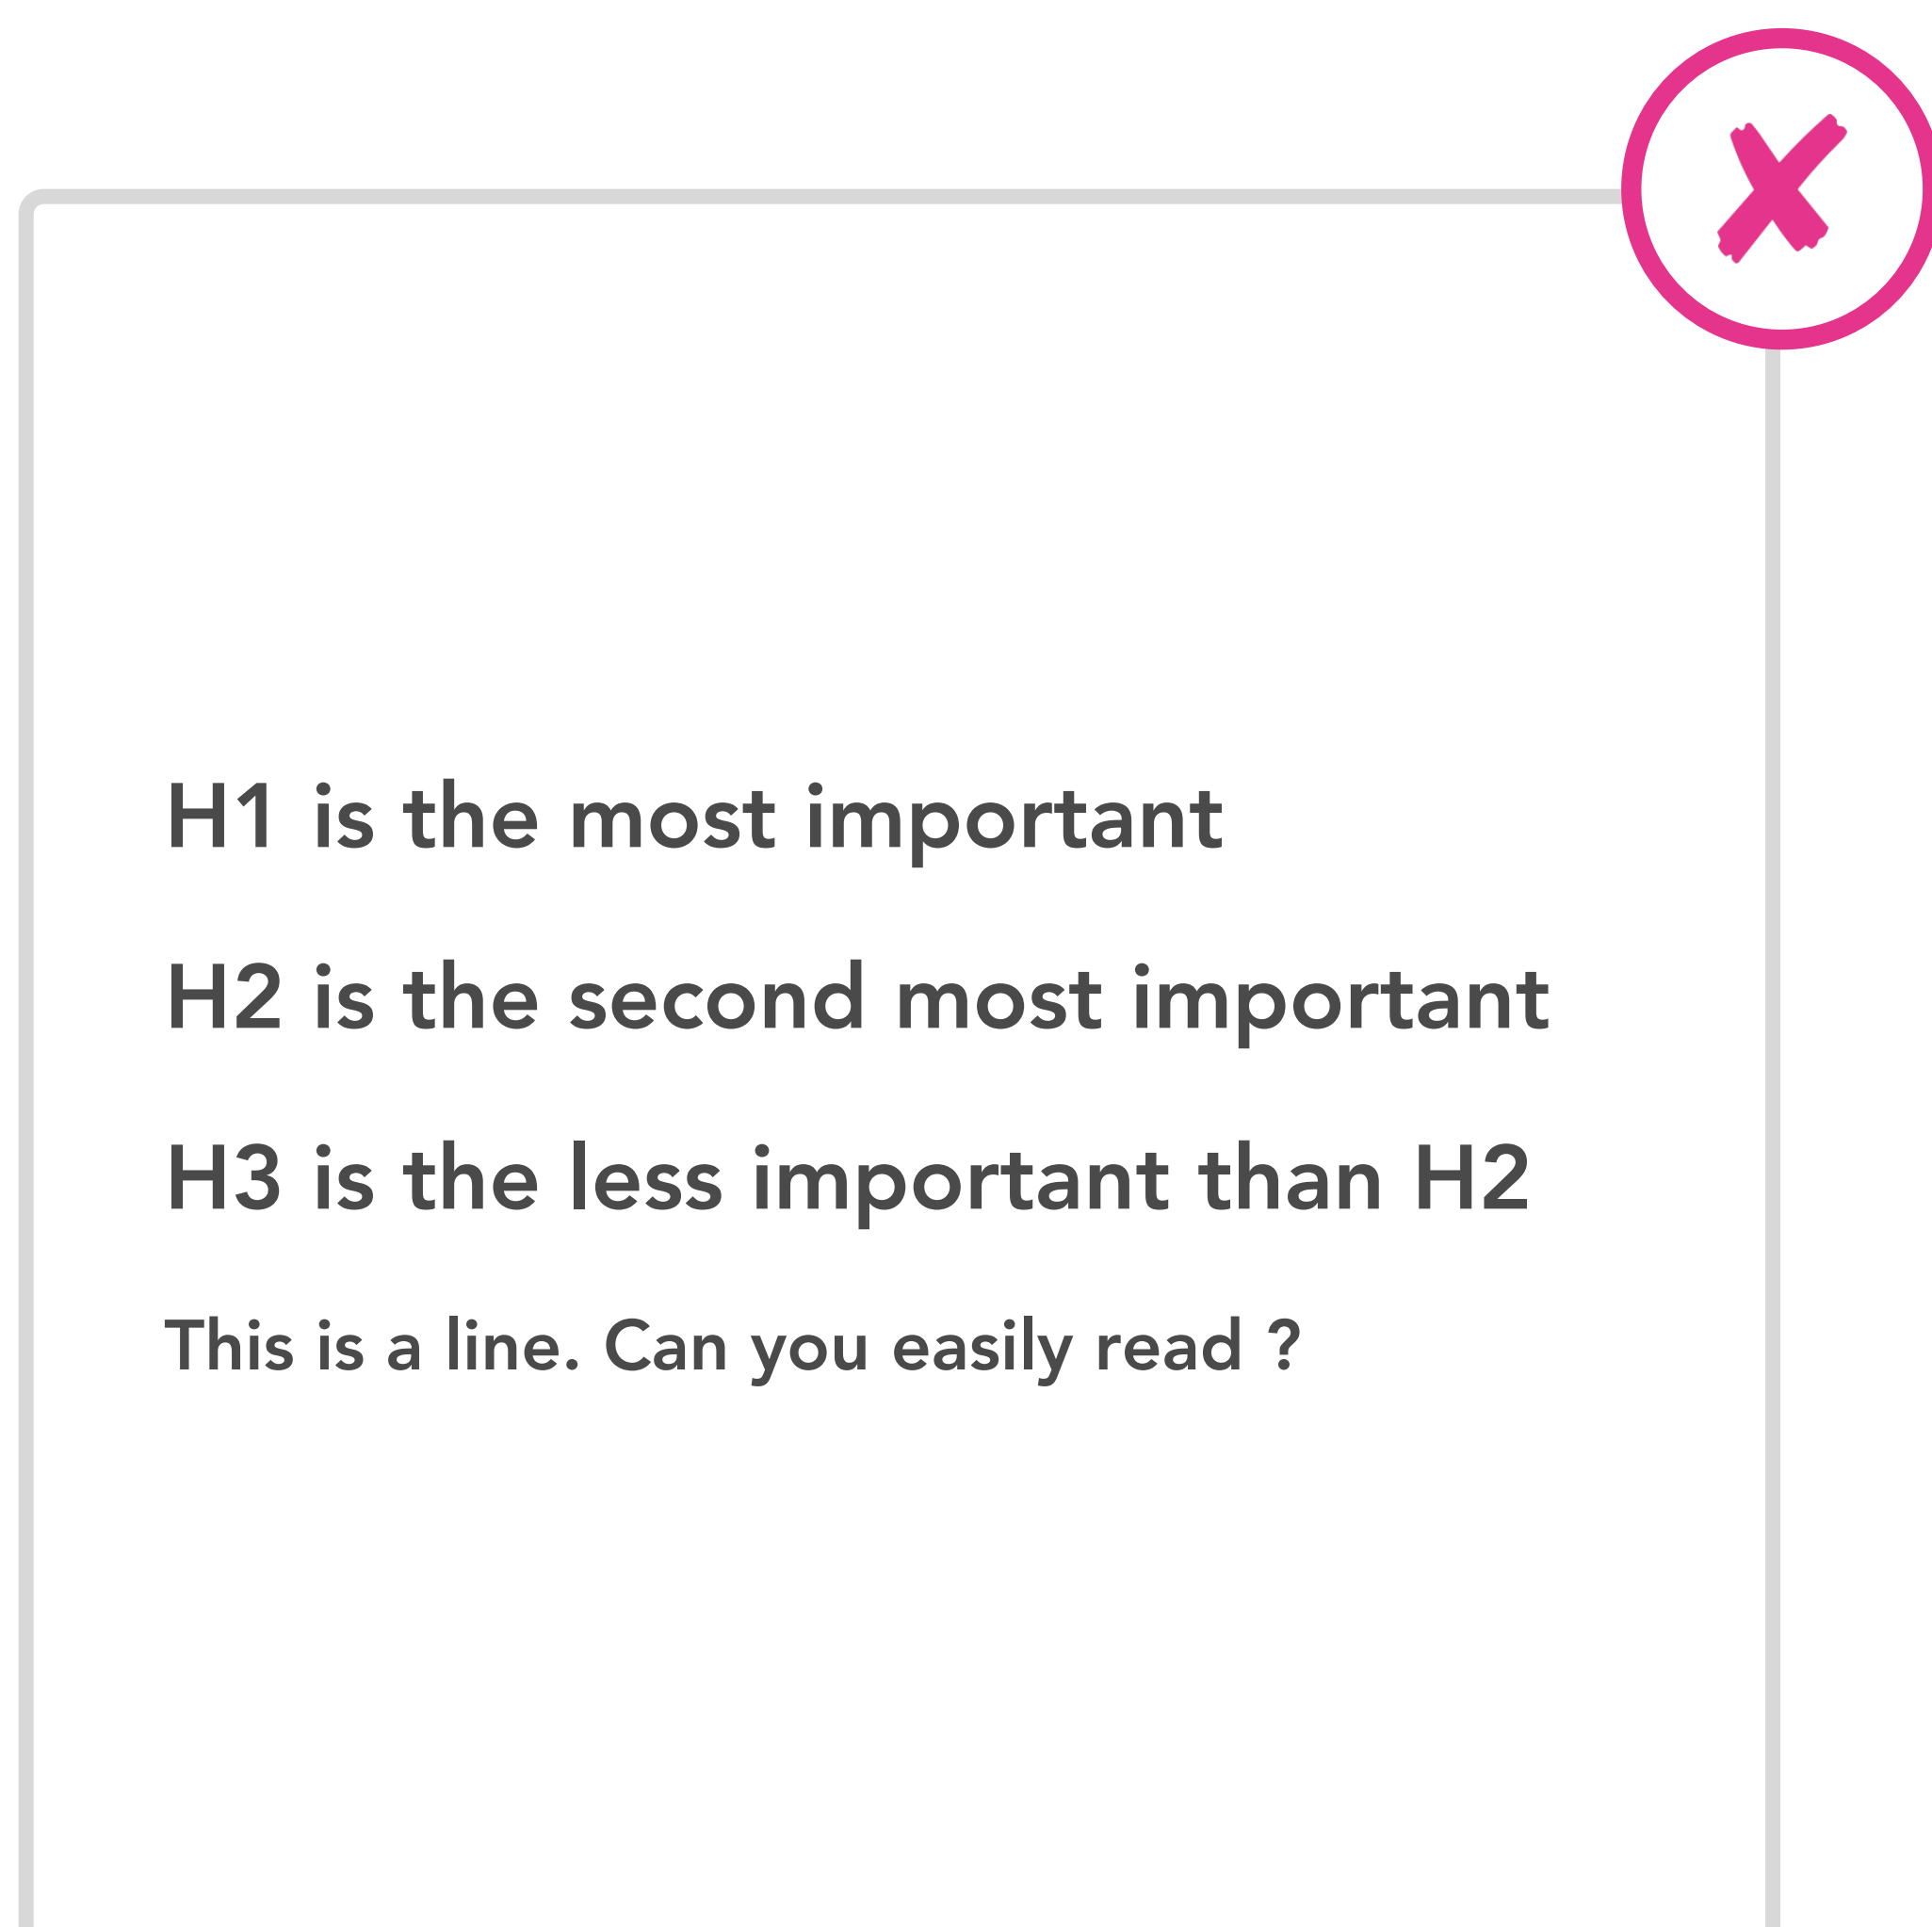 H1 is the most important
H2 is the second most important
H3 is the less important than H2
This is a line. Can you easily read ?